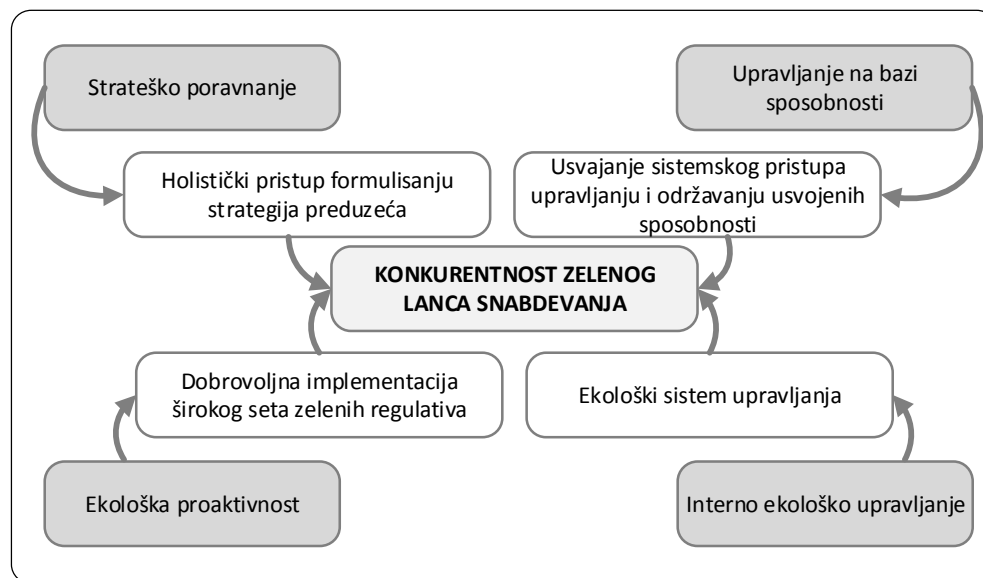 Strateško poravnanje
Upravljanje na bazi
sposobnosti
Holistički pristup formulisanju
strategija preduzeća
Usvajanje sistemskog pristupa
upravljanju i održavanju usvojenih
sposobnosti
KONKURENTNOST ZELENOG
LANCA SNABDEVANJA
Dobrovoljna implementacija
širokog seta zelenih regulativa
Ekološki sistem upravljanja
Ekološka proaktivnost
Interno ekološko upravljanje